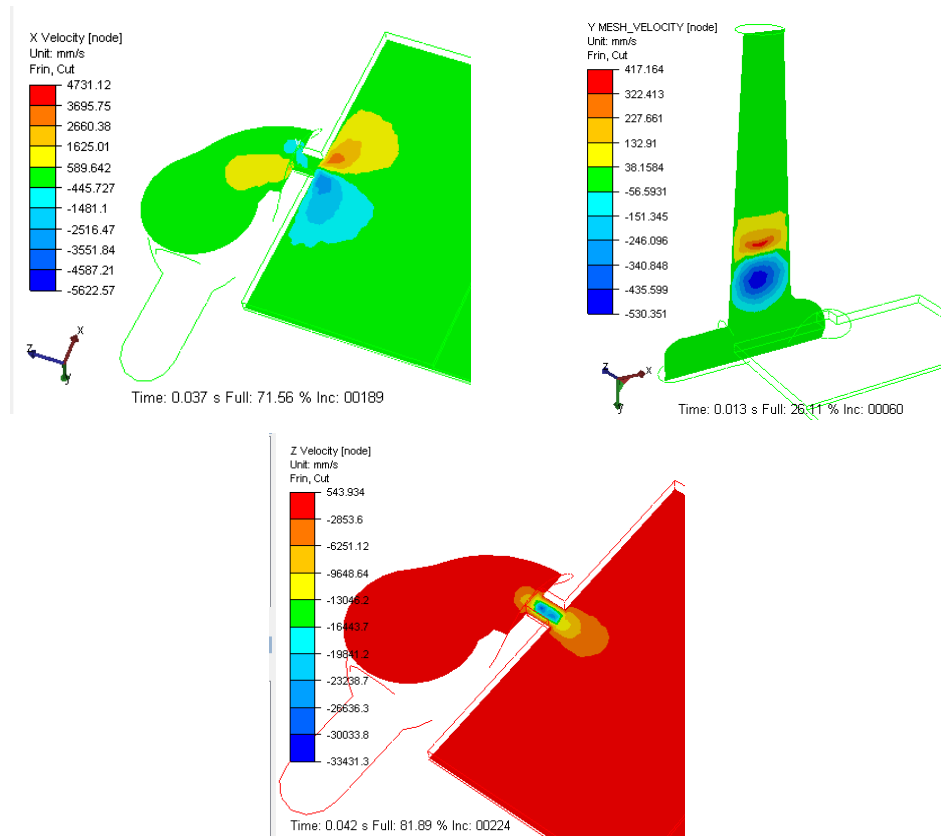 X Velocity [node]
Unit: mm/s
Frin, Cut
4731.12
3695.75
2660.38
1625.01
589.642
-445.727
-1481.1
-2516.47
-3551.84
-4587.21
-5622.57
z
x
y
Time: 0.037 s Full: 71.56 % Inc: 00189
Y MESH_VELOCITY [node]
Unit: mm/s
Frin, Cut
417.164
322.413
227.661
132.91
38.1584
-56.5931
-151.345
-246.096
-340.848
-435.599
-530.351
z
x
y
Time: 0.013 s Full: 26.11 % Inc: 00060
Z Velocity [node]
Unit: mm/s
Frin, Cut
543.934
-2853.6
-6251.12
-9648.64
-13046.2
-16443.7
-19841.2
-23238.7
-26636.3
-30033.8
-33431.3
Time: 0.042 s Full: 81.89 % Inc: 00224